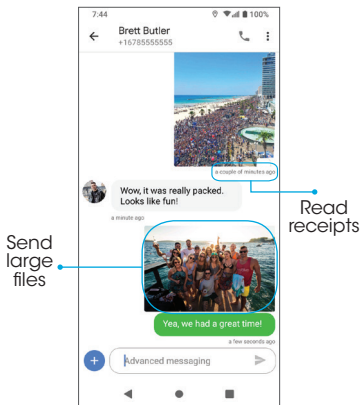 7:44
100%
Brett Butler
+16785555555
a couple of minutes ago
Wow, it was really packed.
Looks like fun!
a minute ago
Read
receipts
Send
large
files
Yea, we had a great time!
a few seconds ago
Advanced messaging